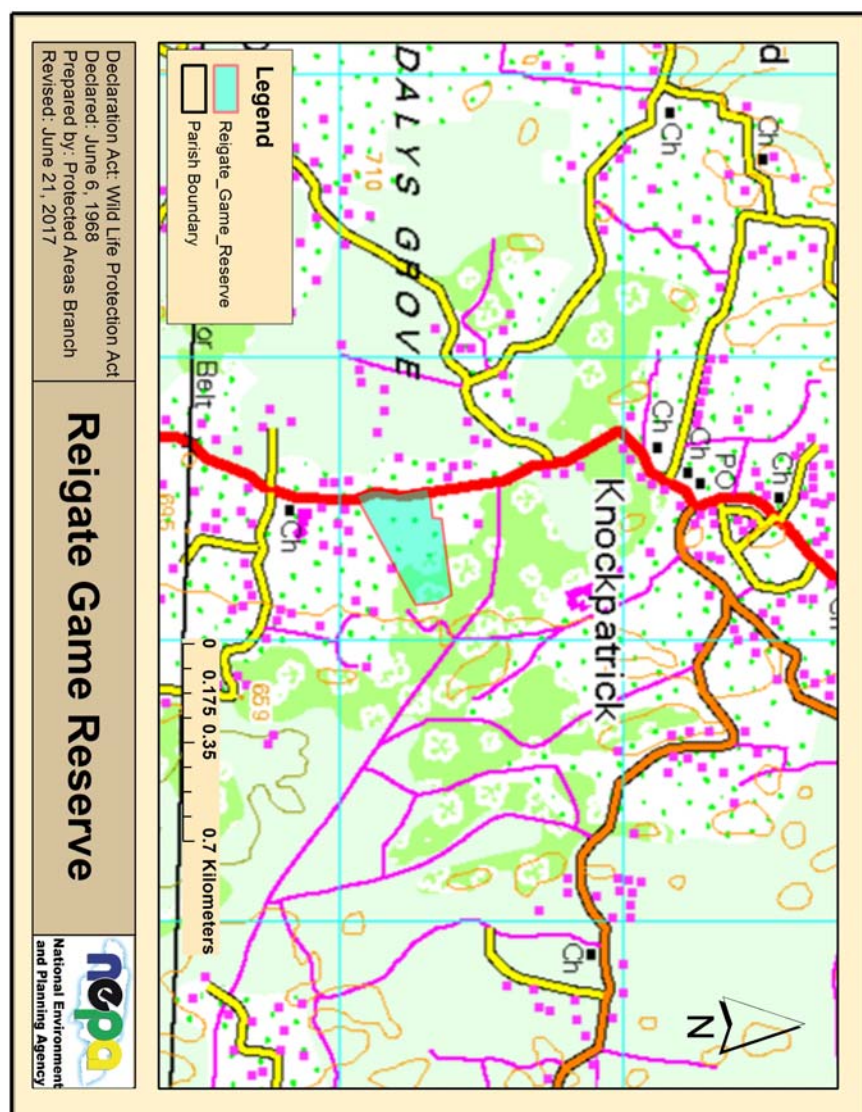 d
Ch
Ch
Ch
Ch
PO
Ch
Ch
Ch
Knockpatrick
N
DALYS GROVE
710
Legend
Reigate_Game_Reserve
Parish Boundary
or Belt
Ch
695
659
0 0.175 0.35 0.7 Kilometers
Declaration Act: Wild Life Protection Act
Declared: June 6, 1968
Prepared by: Protected Areas Branch
Revised: June 21, 2017
Reigate Game Reserve
nepa
National Environment
and Planning Agency